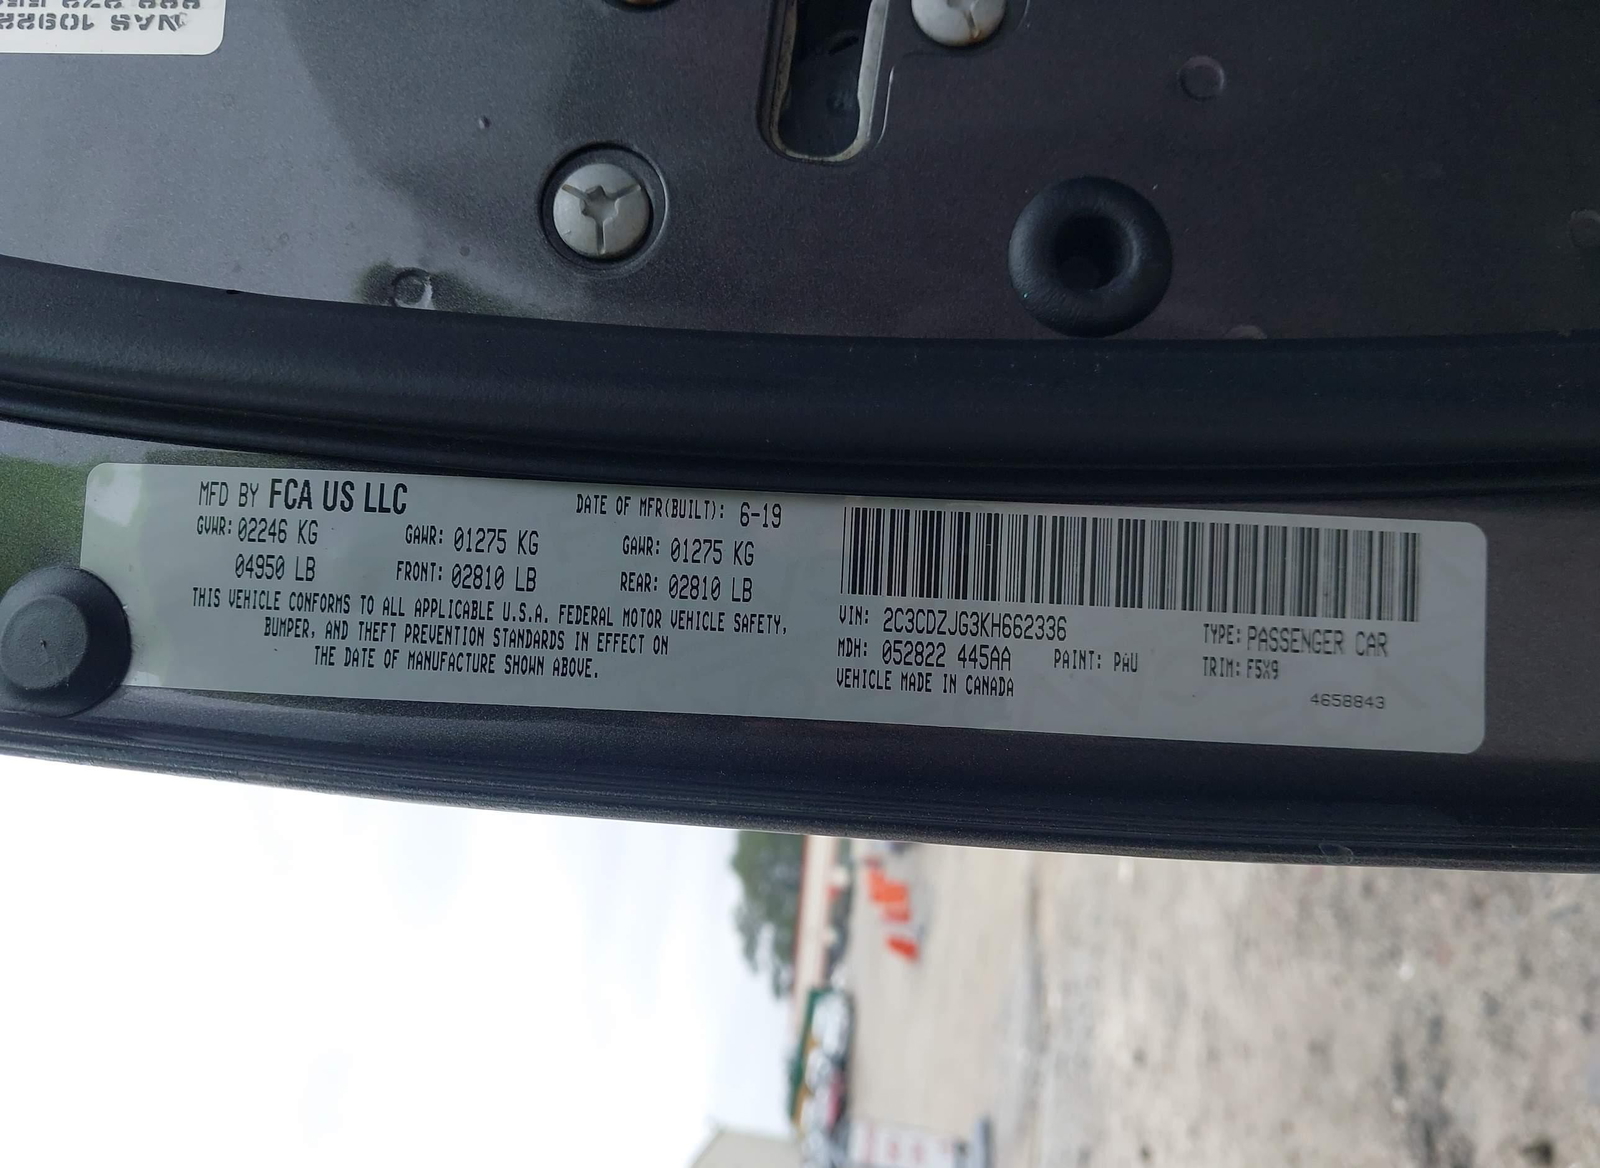 MFD BY FCA US LLC
DATE OF MFR(BUILT): 6-19
GVWR: 02246 KG
04950 LB
GAWR: 01275 KG
FRONT: 02810 LB
GAWR: 01275 KG
REAR: 02810 LB
THIS VEHICLE CONFORMS TO ALL APPLICABLE U.S.A. FEDERAL MOTOR VEHICLE SAFETY,
BUMPER, AND THEFT PREVENTION STANDARDS IN EFFECT ON
THE DATE OF MANUFACTURE SHOWN ABOVE.
VIN: 2C3CDZJG3KH662336
TYPE: PASSENGER CAR
MDH: 052822 445AA
PAINT: PAU
TRIM: F5X9
VEHICLE MADE IN CANADA
4658843